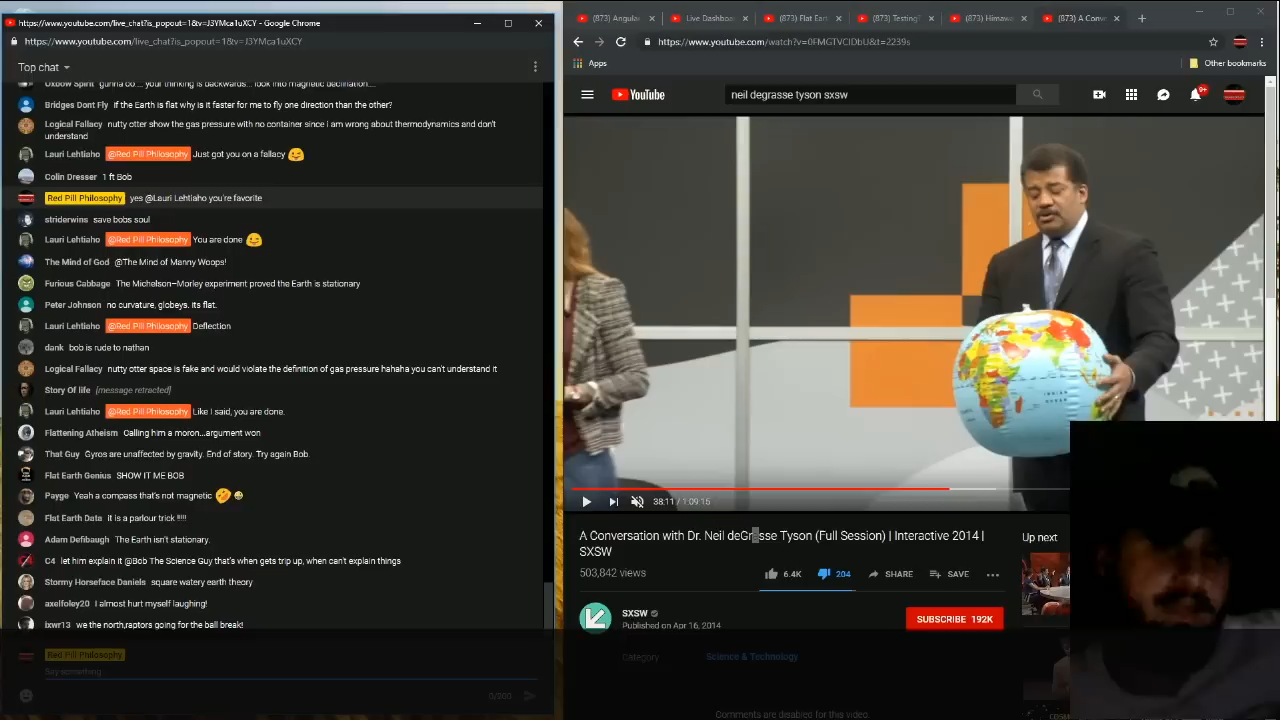 https://www.youtube.com/live_chat?is_popout=1&v=J3YMca1uXCY - Google Chrome
https://www.youtube.com/live_chat?is_popout=1&v=J3YMca1uXCY
Top chat
Oxbow Spirit gunna go.... your thinking is backwards... look into magnetic declination....
Bridges Dont Fly If the Earth is flat why is it faster for me to fly one direction than the other?
Logical Fallacy nutty otter show the gas pressure with no container since i am wrong about thermodynamics and don't
understand
Lauri Lehtiaho @Red Pill Philosophy Just got you on a fallacy
Colin Dresser 1 ft Bob
Red Pill Philosophy yes @Lauri Lehtiaho you're favorite
striderwins save bobs soul
Lauri Lehtiaho @Red Pill Philosophy You are done
The Mind of God @The Mind of Manny Woops!
Furious Cabbage The Michelson–Morley experiment proved the Earth is stationary
Peter Johnson no curvature, globeys. its flat.
Lauri Lehtiaho @Red Pill Philosophy Deflection
dank bob is rude to nathan
Logical Fallacy nutty otter space is fake and would violate the definition of gas pressure hahaha you can't understand it
Story Of life [message retracted]
Lauri Lehtiaho @Red Pill Philosophy Like I said, you are done.
Flattening Atheism Calling him a moron...argument won
That Guy Gyros are unaffected by gravity. End of story. Try again Bob.
Flat Earth Genius SHOW IT ME BOB
Payge Yeah a compass that's not magnetic
Flat Earth Data it is a parlour trick !!!!!
Adam Defibaugh The Earth isn't stationary.
C4 let him explain it @Bob The Science Guy that's when gets trip up, when can't explain things
Stormy Horseface Daniels square watery earth theory
axelfoley20 I almost hurt myself laughing!
ixwr13 we the north,raptors going for the ball break!
Red Pill Philosophy
Say something...
0/200
(873) Angular
Live Dashboa
(873) Flat Ear
(873) TestingT
(873) Himawa
(873) A Conv
https://www.youtube.com/watch?v=0FMGTVCIDbU&t=2239s
Apps
Other bookmarks
YouTube
neil degrasse tyson sxsw
9+
INDIAN
OCEAN
38:11 / 1:09:15
A Conversation with Dr. Neil deGrasse Tyson (Full Session) | Interactive 2014 |
SXSW
503,842 views
6.4K
204
SHARE
SAVE
Up next
SXSW
Published on Apr 16, 2014
SUBSCRIBE 192K
Category
Science & Technology
Comments are disabled for this video.